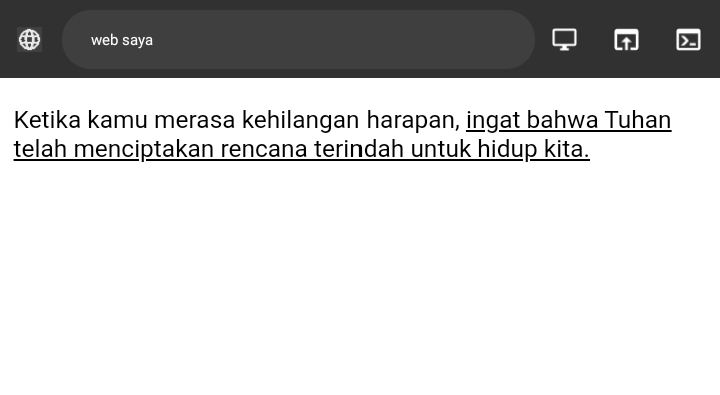 web saya
Ketika kamu merasa kehilangan harapan, ingat bahwa Tuhan
telah menciptakan rencana terindah untuk hidup kita.